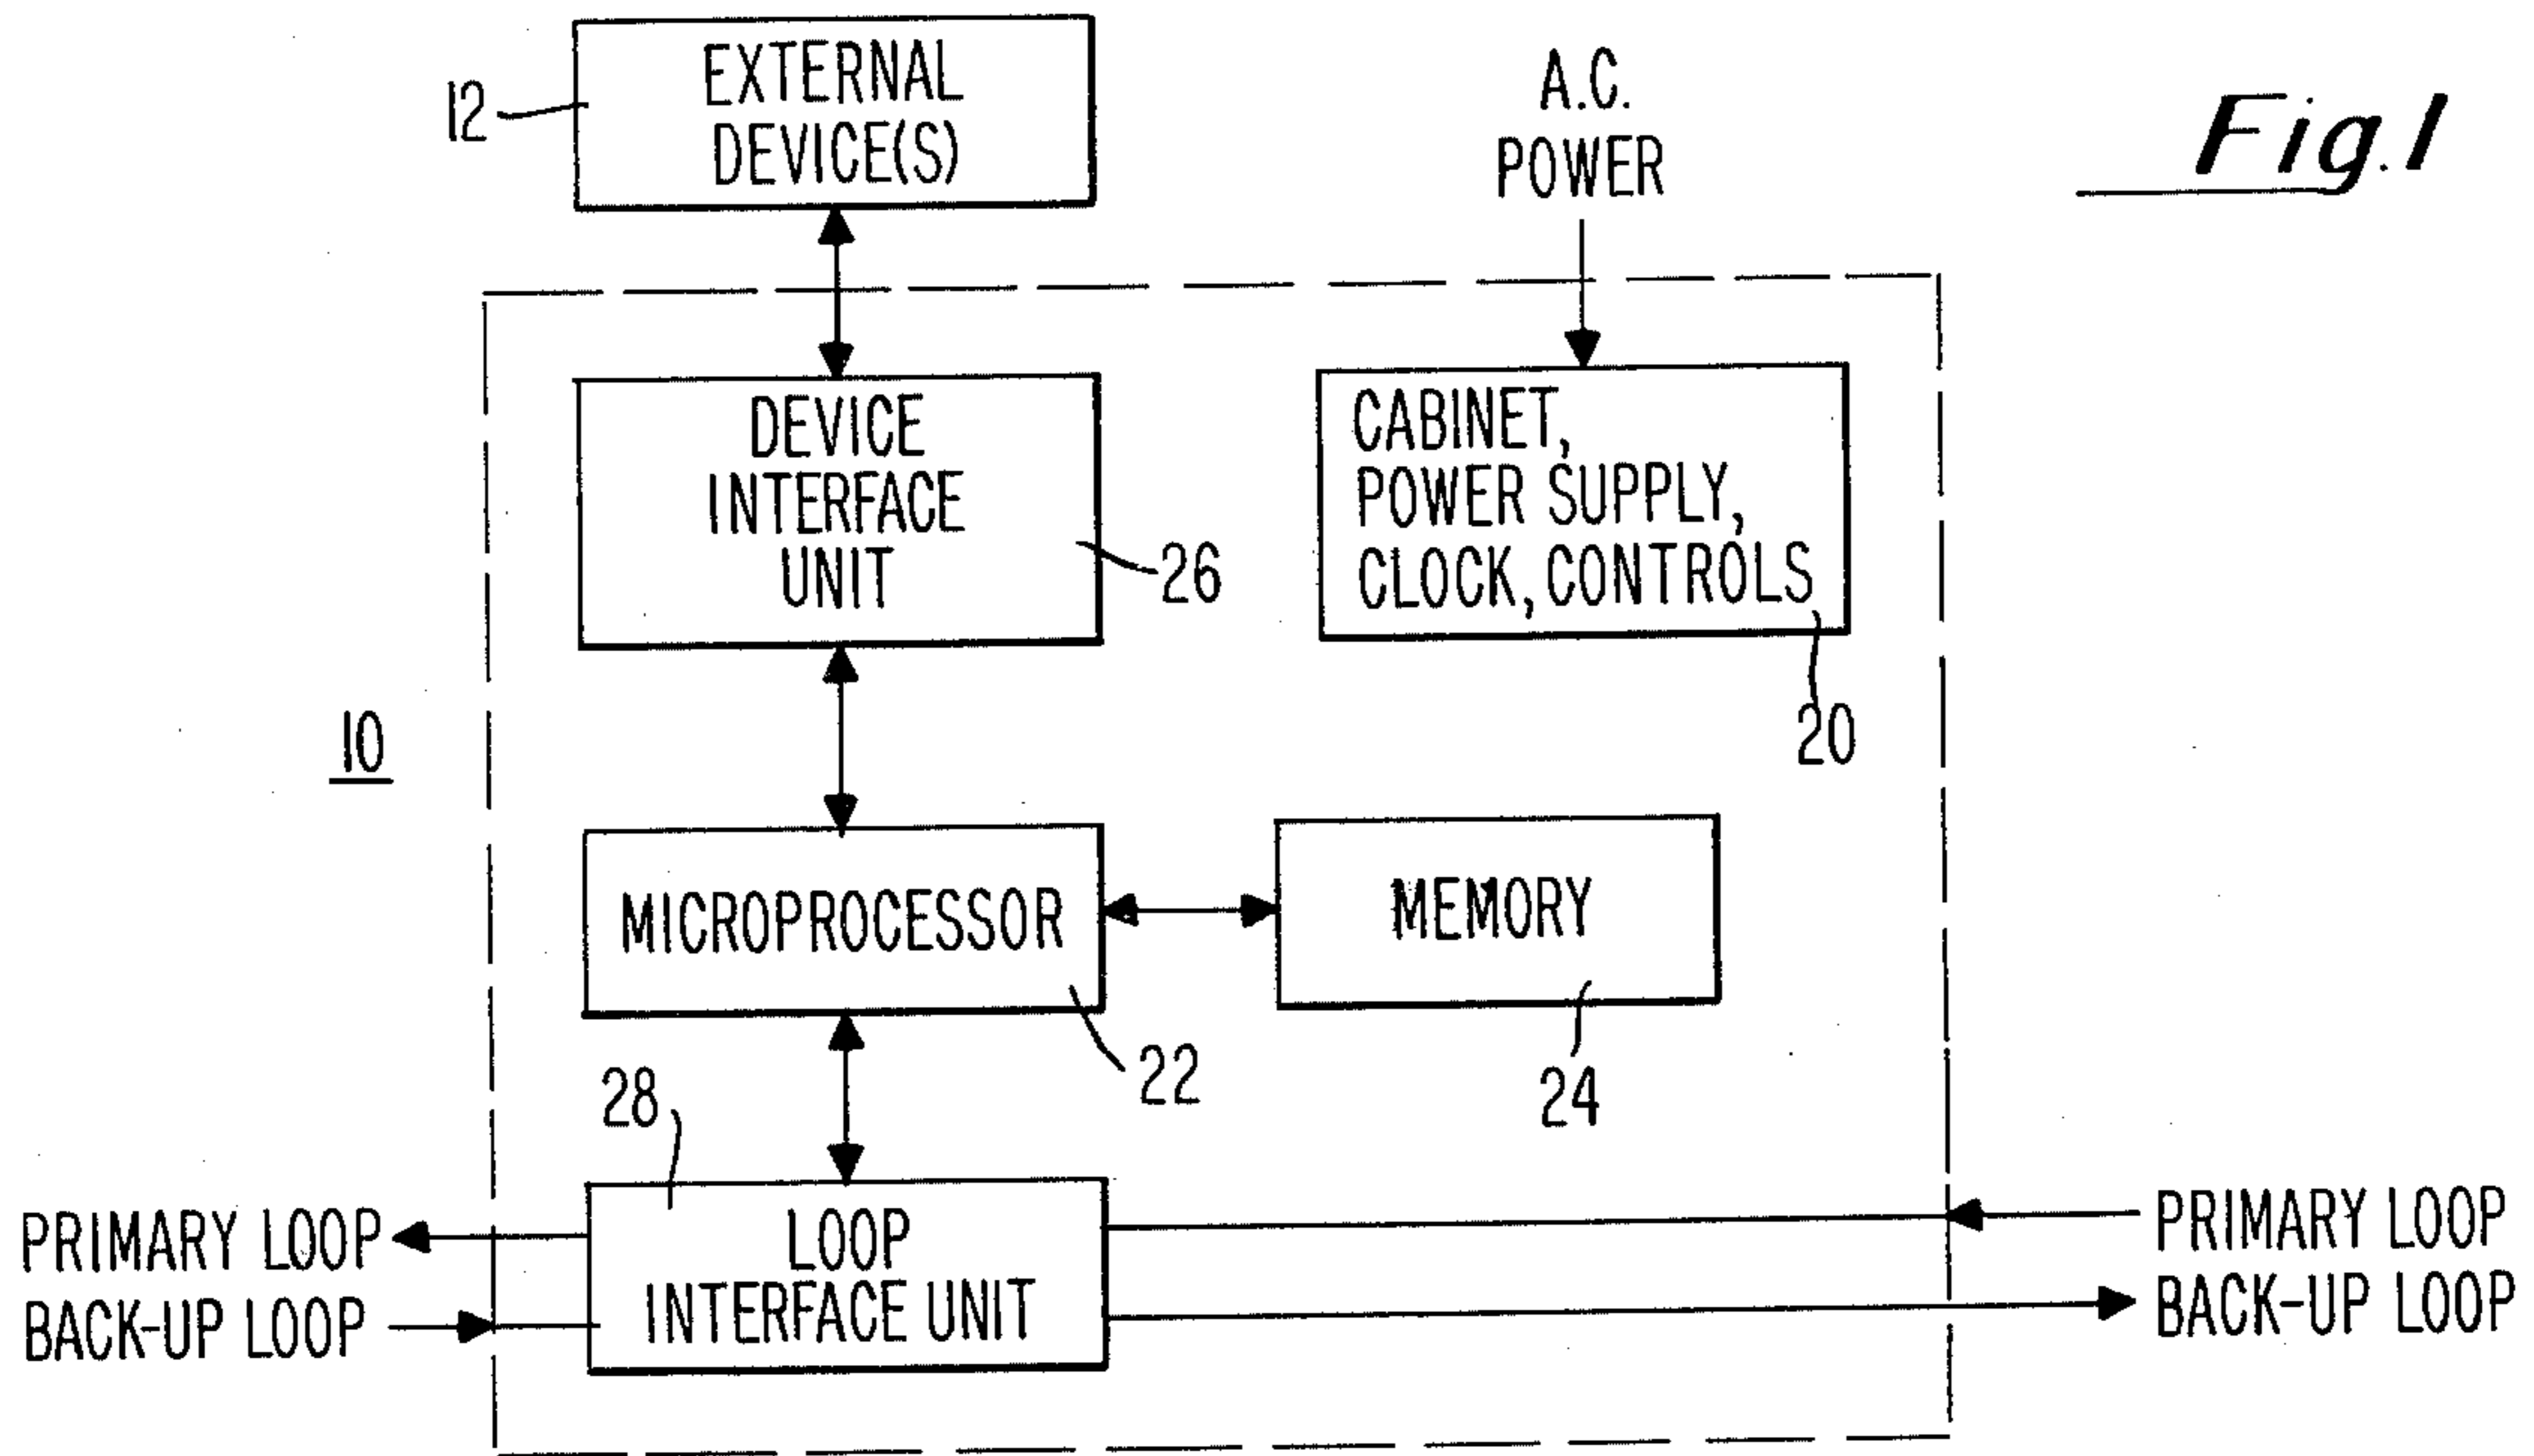 EXTERNAL
DEVICE(S)
12
A.C.
POWER
Fig. 1
DEVICE
INTERFACE
UNIT
26
CABINET,
POWER SUPPLY,
CLOCK, CONTROLS
20
10
MICROPROCESSOR
22
MEMORY
24
28
LOOP
INTERFACE UNIT
PRIMARY LOOP
BACK-UP LOOP
PRIMARY LOOP
BACK-UP LOOP